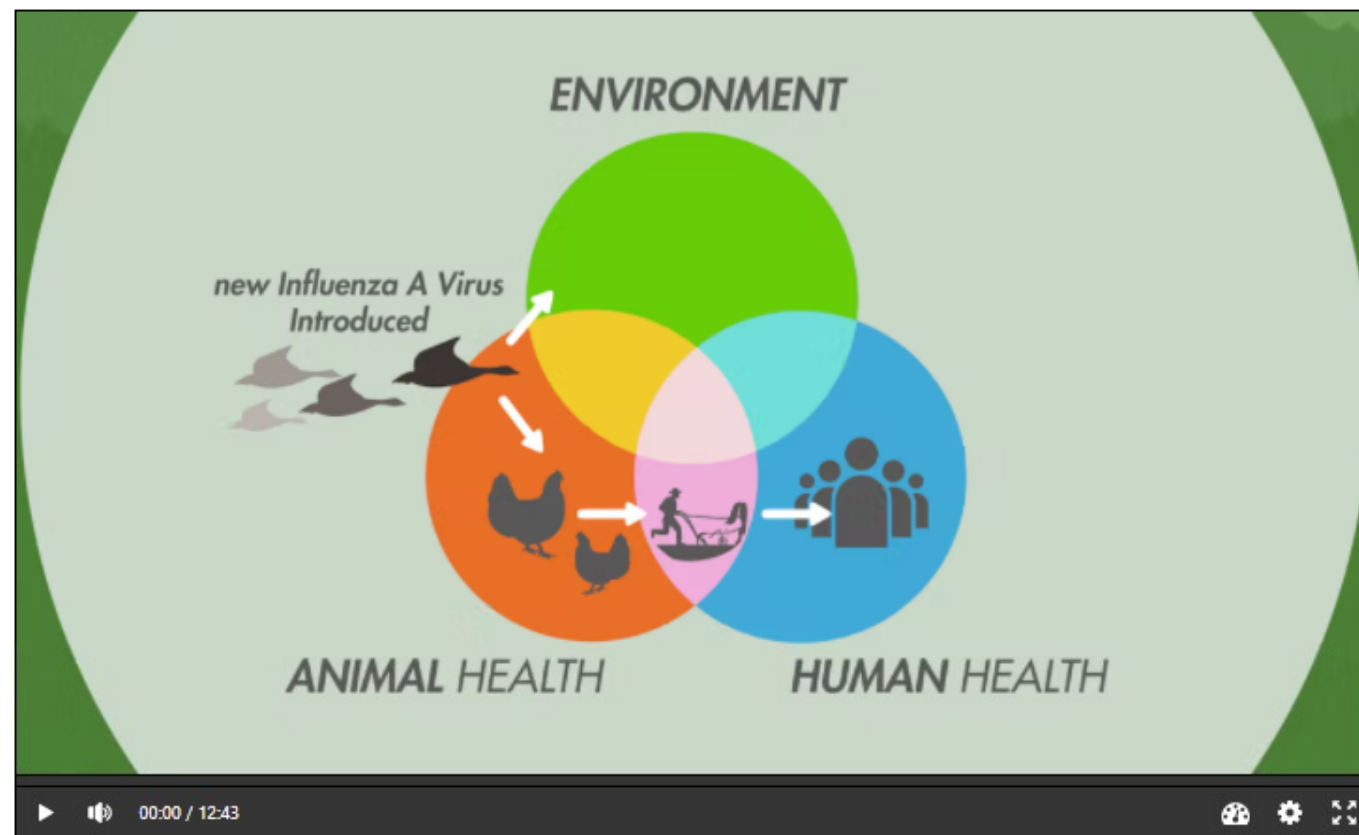 ENVIRONMENT
new Influenza A Virus
Introduced
ANIMAL HEALTH
HUMAN HEALTH
00:00 / 12:43